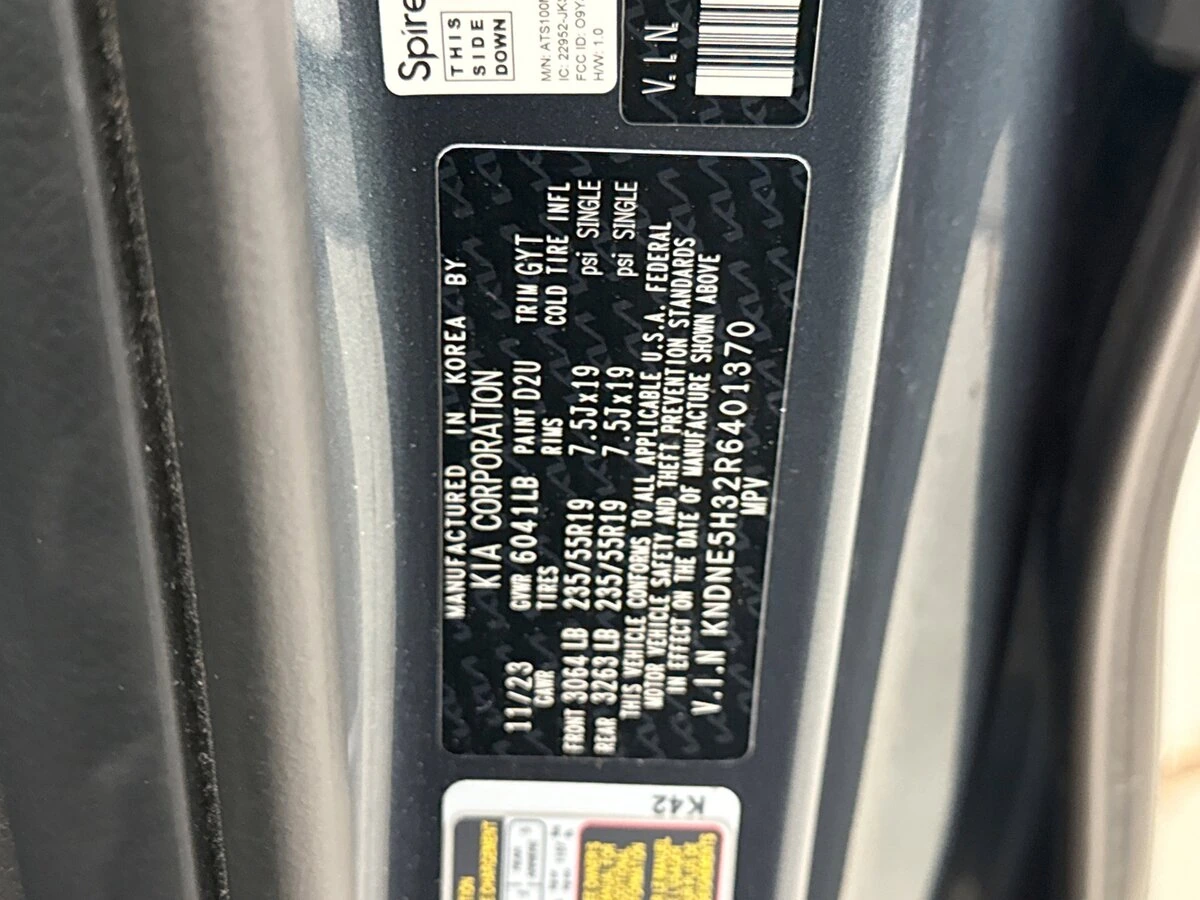 MANUFACTURED IN KOREA BY
KIA CORPORATION
11/23 GVWR 6041LB PAINT D2U TRIM GYT
GAWR TIRES RIMS COLD TIRE INFL
FRONT 3064 LB 235/55R19 7.5Jx19 psi SINGLE
REAR 3263 LB 235/55R19 7.5Jx19 psi SINGLE
THIS VEHICLE CONFORMS TO ALL APPLICABLE U.S.A. FEDERAL
MOTOR VEHICLE SAFETY AND THEFT PREVENTION STANDARDS
IN EFFECT ON THE DATE OF MANUFACTURE SHOWN ABOVE
V.I.N KNDNE5H32R6401370
MPV
THIS
SIDE
DOWN
H/W: 1.0
V.I.N.
K42